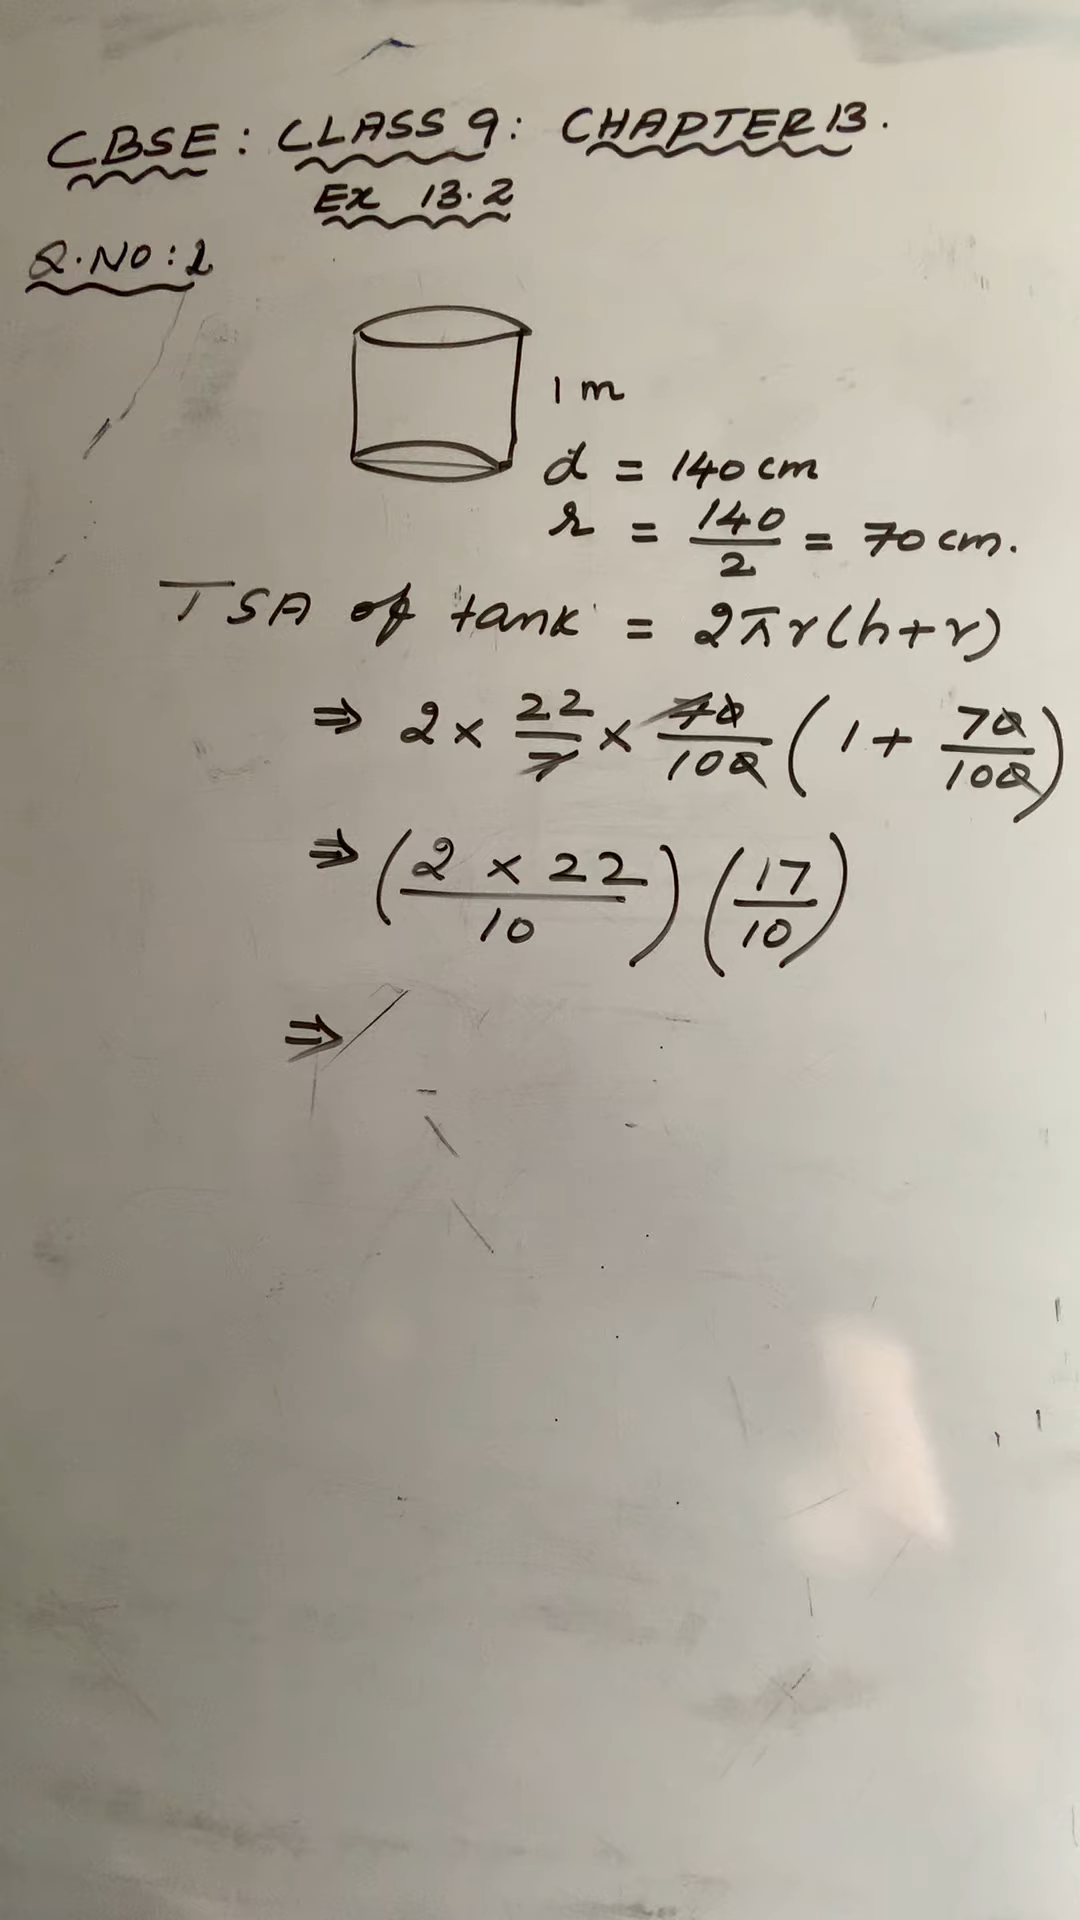 CBSE: CLASS 9: CHAPTER 13.
Ex 13.2
Q.NO:2
1 m
d = 140 cm
r = 140/2 = 70 cm.
TSA of tank = 2πr(h+r)
⇒ 2 × 22/7 × 70/100 (1 + 70/100)
⇒ (2 × 22/10) (17/10)
⇒